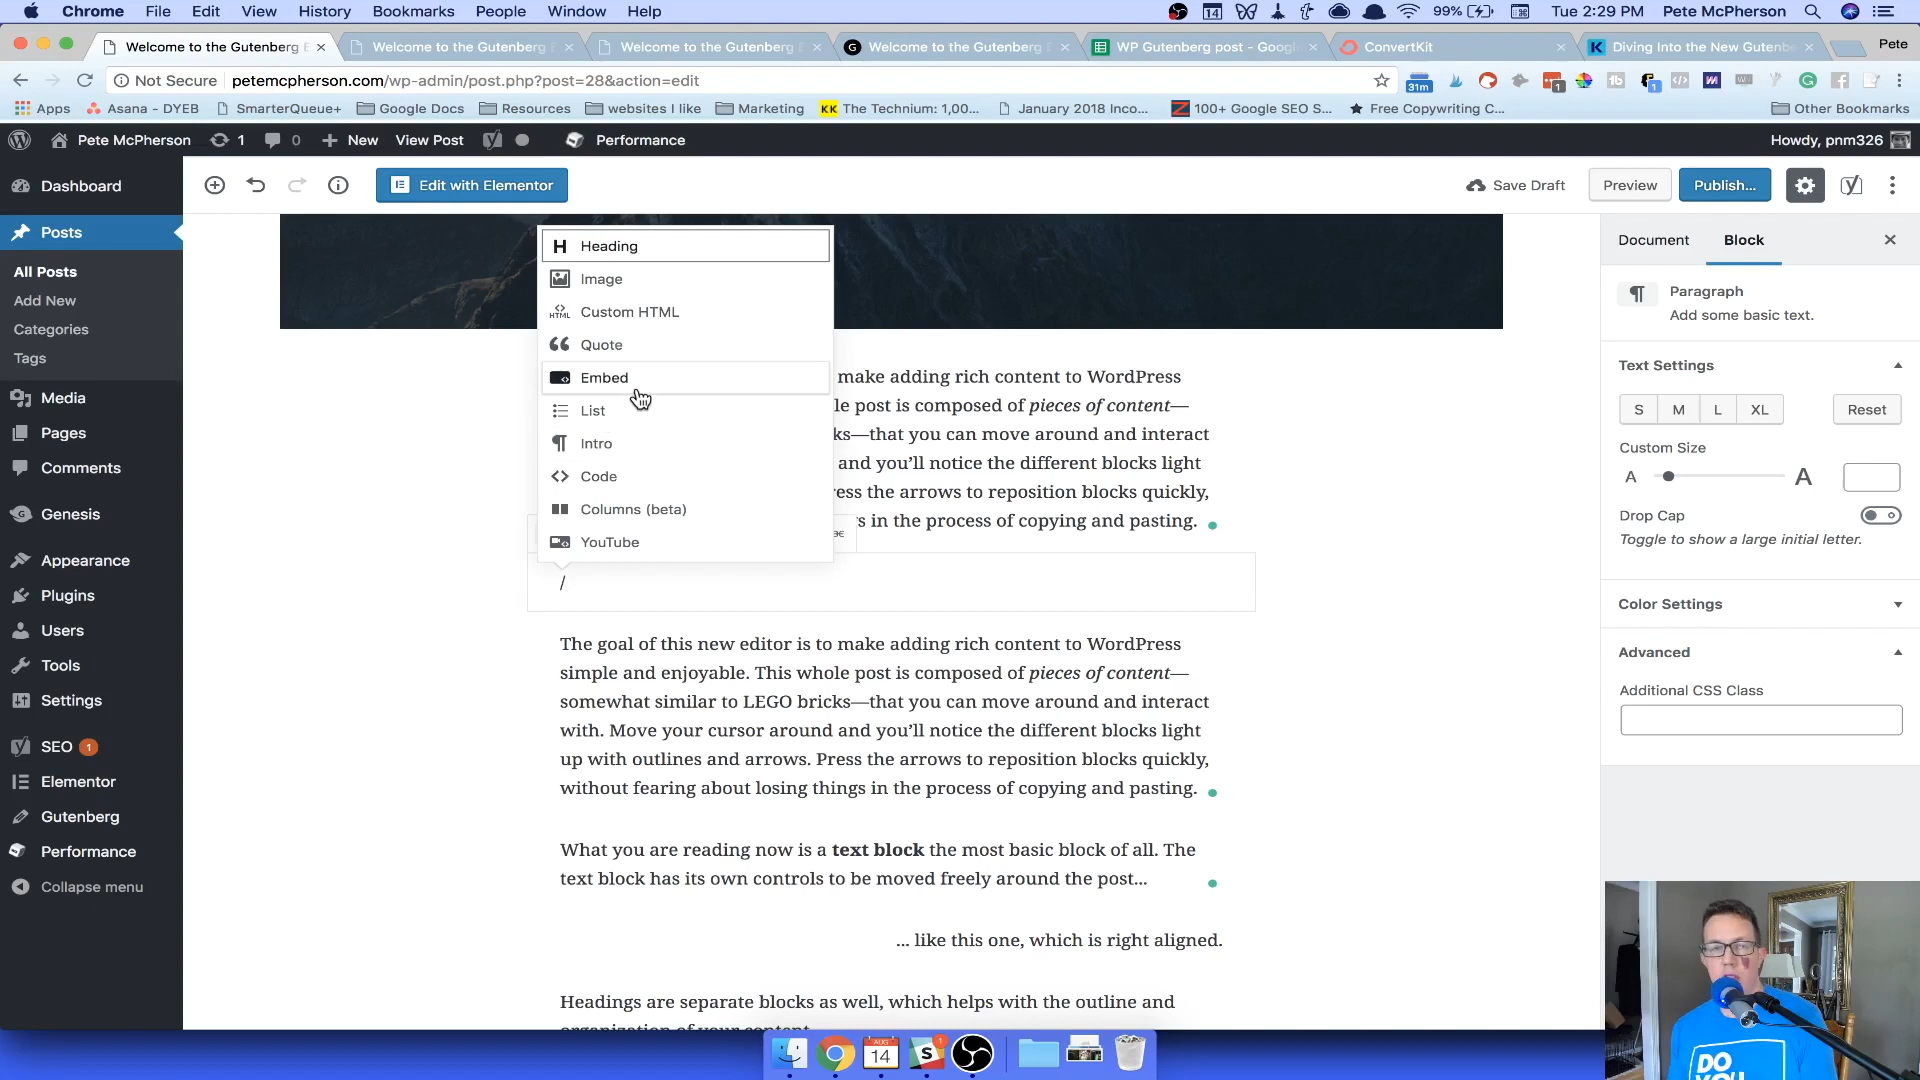 Chrome File Edit View History Bookmarks People Window Help
14 99% Tue 2:29 PM Pete McPherson
Welcome to the Gutenberg E Welcome to the Gutenberg E Welcome to the Gutenberg E Welcome to the Gutenberg E WP Gutenberg post - Googl ConvertKit Diving Into the New Gutenbe Pete
Not Secure petemcpherson.com/wp-admin/post.php?post=28&action=edit 31m
Apps Asana - DYEB SmarterQueue+ Google Docs Resources websites I like Marketing KK The Technium: 1,00... January 2018 Inco... 100+ Google SEO S... Free Copywriting C... Other Bookmarks
Pete McPherson 1 0 New View Post Performance Howdy, pnm326
Edit with Elementor Save Draft Preview Publish...
Dashboard
Posts
All Posts
Add New
Categories
Tags
Media
Pages
Comments
Genesis
Appearance
Plugins
Users
Tools
Settings
SEO 1
Elementor
Gutenberg
Performance
Collapse menu
Heading
Image
Custom HTML
Quote
Embed
List
Intro
Code
Columns (beta)
YouTube
make adding rich content to WordPress
le post is composed of pieces of content—
ks—that you can move around and interact
and you’ll notice the different blocks light
ess the arrows to reposition blocks quickly,
s in the process of copying and pasting.
/
The goal of this new editor is to make adding rich content to WordPress
simple and enjoyable. This whole post is composed of pieces of content—
somewhat similar to LEGO bricks—that you can move around and interact
with. Move your cursor around and you’ll notice the different blocks light
up with outlines and arrows. Press the arrows to reposition blocks quickly,
without fearing about losing things in the process of copying and pasting.
What you are reading now is a text block the most basic block of all. The
text block has its own controls to be moved freely around the post...
... like this one, which is right aligned.
Headings are separate blocks as well, which helps with the outline and
organization of your content.
Document Block
Paragraph
Add some basic text.
Text Settings
S M L XL Reset
Custom Size
A A
Drop Cap
Toggle to show a large initial letter.
Color Settings
Advanced
Additional CSS Class
AUG
14
S 1
DO
YOU